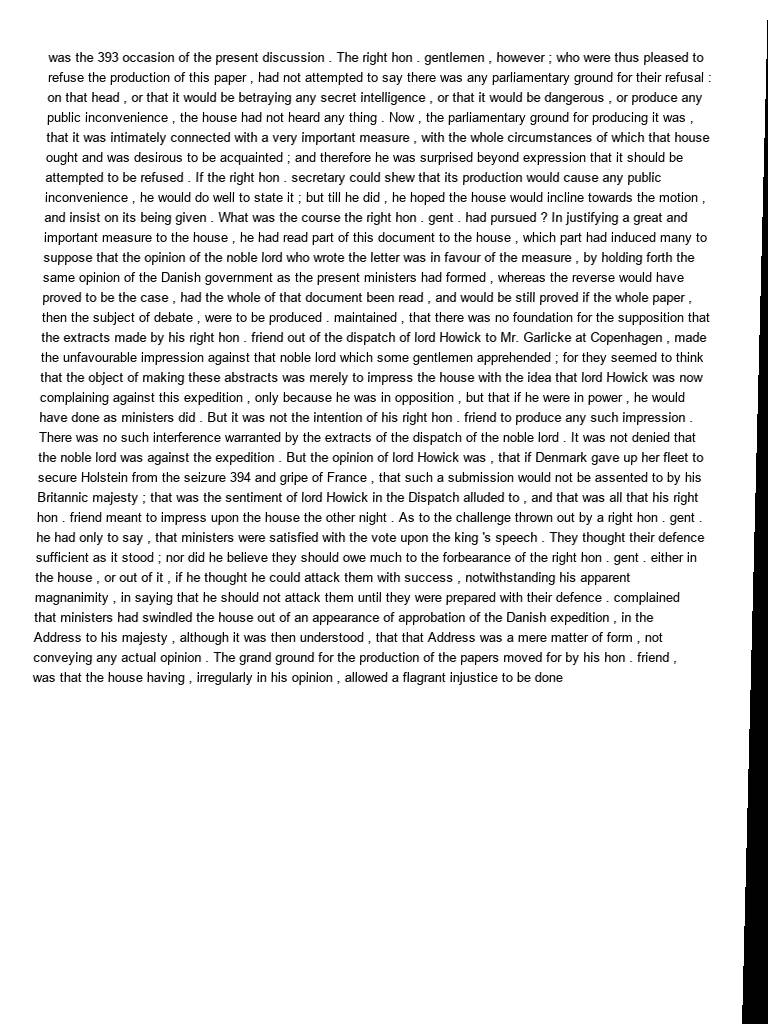 was the 393 occasion of the present discussion . The right hon . gentlemen , however ; who were thus pleased to
refuse the production of this paper , had not attempted to say there was any parliamentary ground for their refusal :
on that head , or that it would be betraying any secret intelligence , or that it would be dangerous , or produce any
public inconvenience , the house had not heard any thing . Now , the parliamentary ground for producing it was ,
that it was intimately connected with a very important measure , with the whole circumstances of which that house
ought and was desirous to be acquainted ; and therefore he was surprised beyond expression that it should be
attempted to be refused . If the right hon . secretary could shew that its production would cause any public
inconvenience , he would do well to state it ; but till he did , he hoped the house would incline towards the motion ,
and insist on its being given . What was the course the right hon . gent . had pursued ? In justifying a great and
important measure to the house , he had read part of this document to the house , which part had induced many to
suppose that the opinion of the noble lord who wrote the letter was in favour of the measure , by holding forth the
same opinion of the Danish government as the present ministers had formed , whereas the reverse would have
proved to be the case , had the whole of that document been read , and would be still proved if the whole paper ,
then the subject of debate , were to be produced . maintained , that there was no foundation for the supposition that
the extracts made by his right hon . friend out of the dispatch of lord Howick to Mr. Garlicke at Copenhagen , made
the unfavourable impression against that noble lord which some gentlemen apprehended ; for they seemed to think
that the object of making these abstracts was merely to impress the house with the idea that lord Howick was now
complaining against this expedition , only because he was in opposition , but that if he were in power , he would
have done as ministers did . But it was not the intention of his right hon . friend to produce any such impression .
There was no such interference warranted by the extracts of the dispatch of the noble lord . It was not denied that
the noble lord was against the expedition . But the opinion of lord Howick was , that if Denmark gave up her fleet to
secure Holstein from the seizure 394 and gripe of France , that such a submission would not be assented to by his
Britannic majesty ; that was the sentiment of lord Howick in the Dispatch alluded to , and that was all that his right
hon . friend meant to impress upon the house the other night . As to the challenge thrown out by a right hon . gent .
he had only to say , that ministers were satisfied with the vote upon the king 's speech . They thought their defence
sufficient as it stood ; nor did he believe they should owe much to the forbearance of the right hon . gent . either in
the house , or out of it , if he thought he could attack them with success , notwithstanding his apparent
magnanimity , in saying that he should not attack them until they were prepared with their defence . complained
that ministers had swindled the house out of an appearance of approbation of the Danish expedition , in the
Address to his majesty , although it was then understood , that that Address was a mere matter of form , not
conveying any actual opinion . The grand ground for the production of the papers moved for by his hon . friend ,
was that the house having , irregularly in his opinion , allowed a flagrant injustice to be done